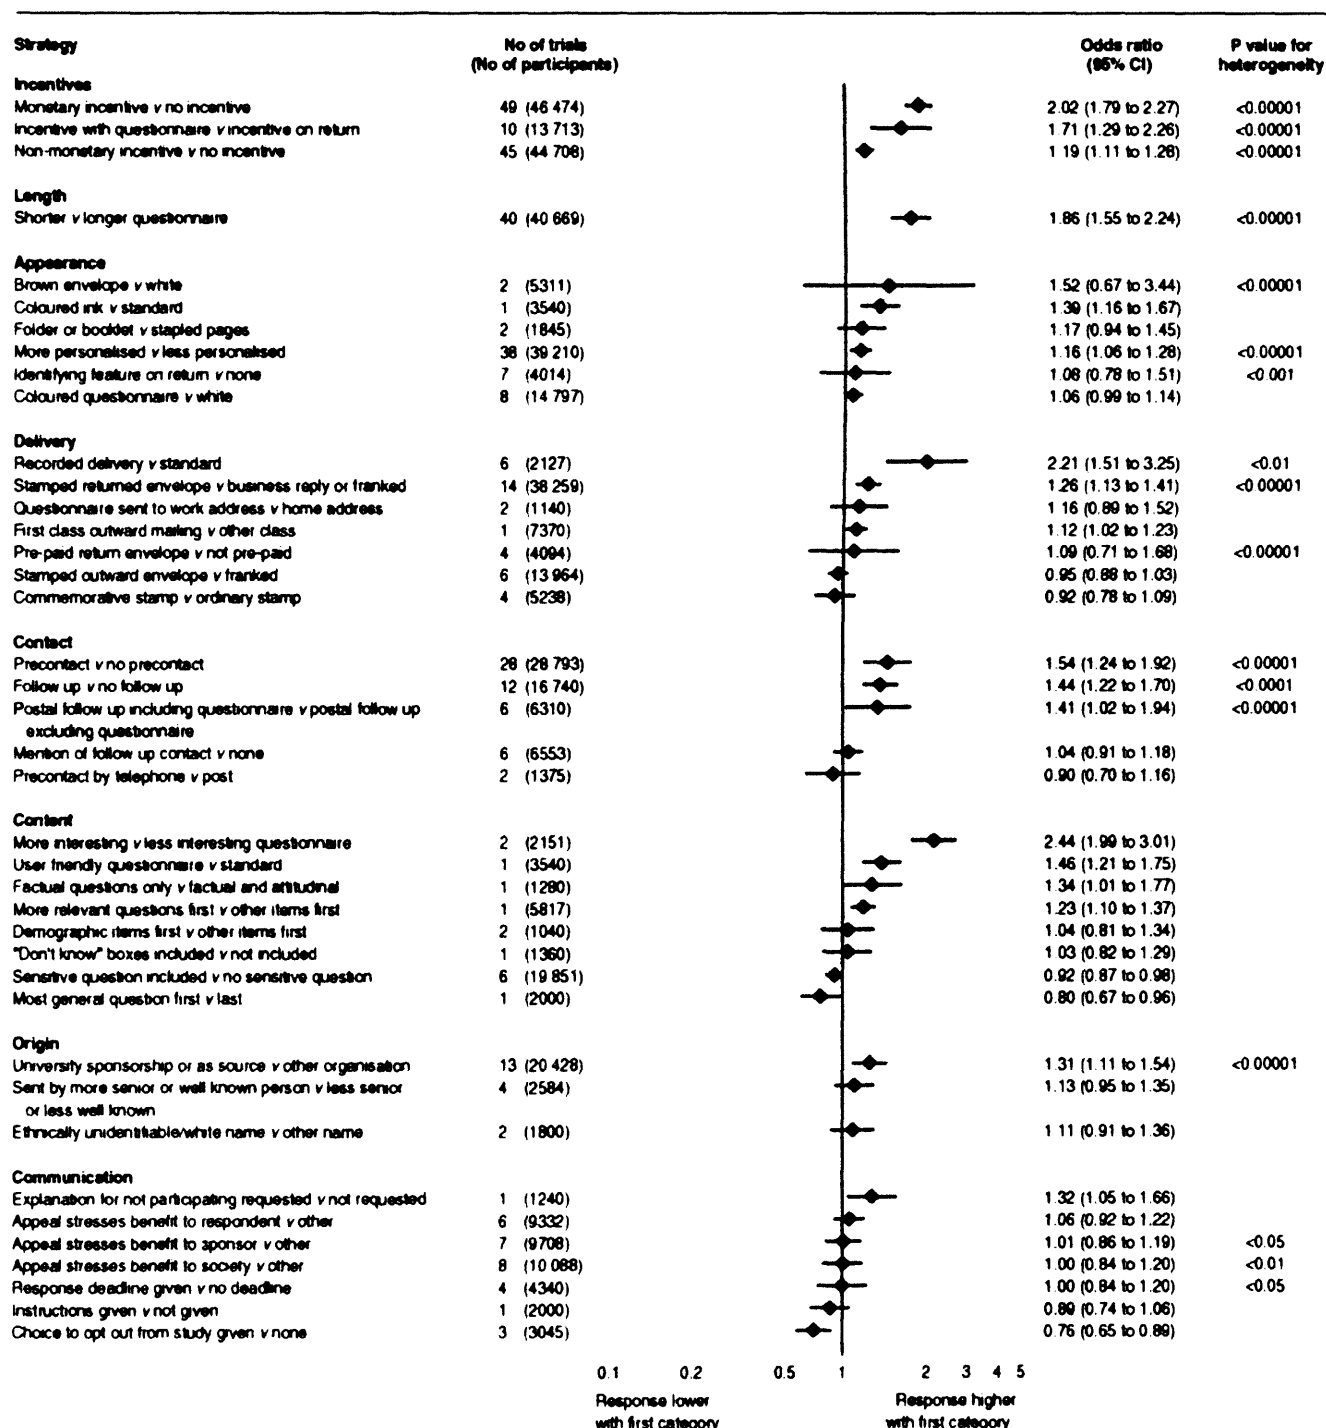 Strategy No of trials Odds ratio P value for
(No of participants) (95% CI) heterogeneity
Incentives
Monetary incentive v no incentive 49 (46 474) 2.02 (1.79 to 2.27) <0.00001
Incentive with questionnaire v incentive on return 10 (13 713) 1.71 (1.29 to 2.26) <0.00001
Non-monetary incentive v no incentive 45 (44 708) 1 19 (1.11 to 1.28) <0.00001
Length
Shorter v longer questionnaire 40 (40 669) 1.86 (1.55 to 2.24) <0.00001
Appearance
Brown envelope v white 2 (5311) 1.52 (0.67 to 3.44) <0.00001
Coloured ink v standard 1 (3540) 1.39 (1.16 to 1.67)
Folder or booklet v stapled pages 2 (1845) 1.17 (0.94 to 1.45)
More personalised v less personalised 38 (39 210) 1.16 (1.06 to 1.28) <0.00001
Identifying feature on return v none 7 (4014) 1.08 (0.78 to 1.51) <0.001
Coloured questionnaire v white 8 (14 797) 1.06 (0.99 to 1.14)
Delivery
Recorded delivery v standard 6 (2127) 2.21 (1.51 to 3.25) <0.01
Stamped returned envelope v business reply or franked 14 (38 259) 1.26 (1.13 to 1.41) <0.00001
Questionnaire sent to work address v home address 2 (1140) 1 16 (0.89 to 1.52)
First class outward mailing v other class 1 (7370) 1.12 (1.02 to 1.23)
Pre-paid return envelope v not pre-paid 4 (4094) 1.09 (0.71 to 1.68) <0.00001
Stamped outward envelope v franked 6 (13 964) 0.95 (0.88 to 1.03)
Commemorative stamp v ordinary stamp 4 (5238) 0.92 (0.78 to 1.09)
Contact
Precontact v no precontact 28 (28 793) 1.54 (1.24 to 1.92) <0.00001
Follow up v no follow up 12 (16 740) 1.44 (1.22 to 1.70) <0.0001
Postal follow up including questionnaire v postal follow up 6 (6310) 1.41 (1.02 to 1.94) <0.00001
excluding questionnaire
Mention of follow up contact v none 6 (6553) 1.04 (0.91 to 1.18)
Precontact by telephone v post 2 (1375) 0.90 (0.70 to 1.16)
Content
More interesting v less interesting questionnaire 2 (2151) 2.44 (1.99 to 3.01)
User friendly questionnaire v standard 1 (3540) 1.46 (1.21 to 1.75)
Factual questions only v factual and attitudinal 1 (1280) 1.34 (1.01 to 1.77)
More relevant questions first v other items first 1 (5817) 1.23 (1.10 to 1.37)
Demographic items first v other items first 2 (1040) 1.04 (0.81 to 1.34)
"Don't know" boxes included v not included 1 (1360) 1.03 (0.82 to 1.29)
Sensitive question included v no sensitive question 6 (19 851) 0.92 (0.87 to 0.98)
Most general question first v last 1 (2000) 0.80 (0.67 to 0.96)
Origin
University sponsorship or as source v other organisation 13 (20 428) 1.31 (1.11 to 1.54) <0.00001
Sent by more senior or well known person v less senior 4 (2584) 1.13 (0.95 to 1.35)
or less well known
Ethnically unidentifiable/white name v other name 2 (1800) 1 11 (0.91 to 1.36)
Communication
Explanation for not participating requested v not requested 1 (1240) 1.32 (1.05 to 1.66)
Appeal stresses benefit to respondent v other 6 (9332) 1.06 (0.92 to 1.22)
Appeal stresses benefit to sponsor v other 7 (9708) 1.01 (0.86 to 1.19) <0.05
Appeal stresses benefit to society v other 8 (10 088) 1.00 (0.84 to 1.20) <0.01
Response deadline given v no deadline 4 (4340) 1.00 (0.84 to 1.20) <0.05
Instructions given v not given 1 (2000) 0.89 (0.74 to 1.06)
Choice to opt out from study given v none 3 (3045) 0.76 (0.65 to 0.89)
0.1 0.2 0.5 1 2 3 4 5
Response lower Response higher
with first category with first category